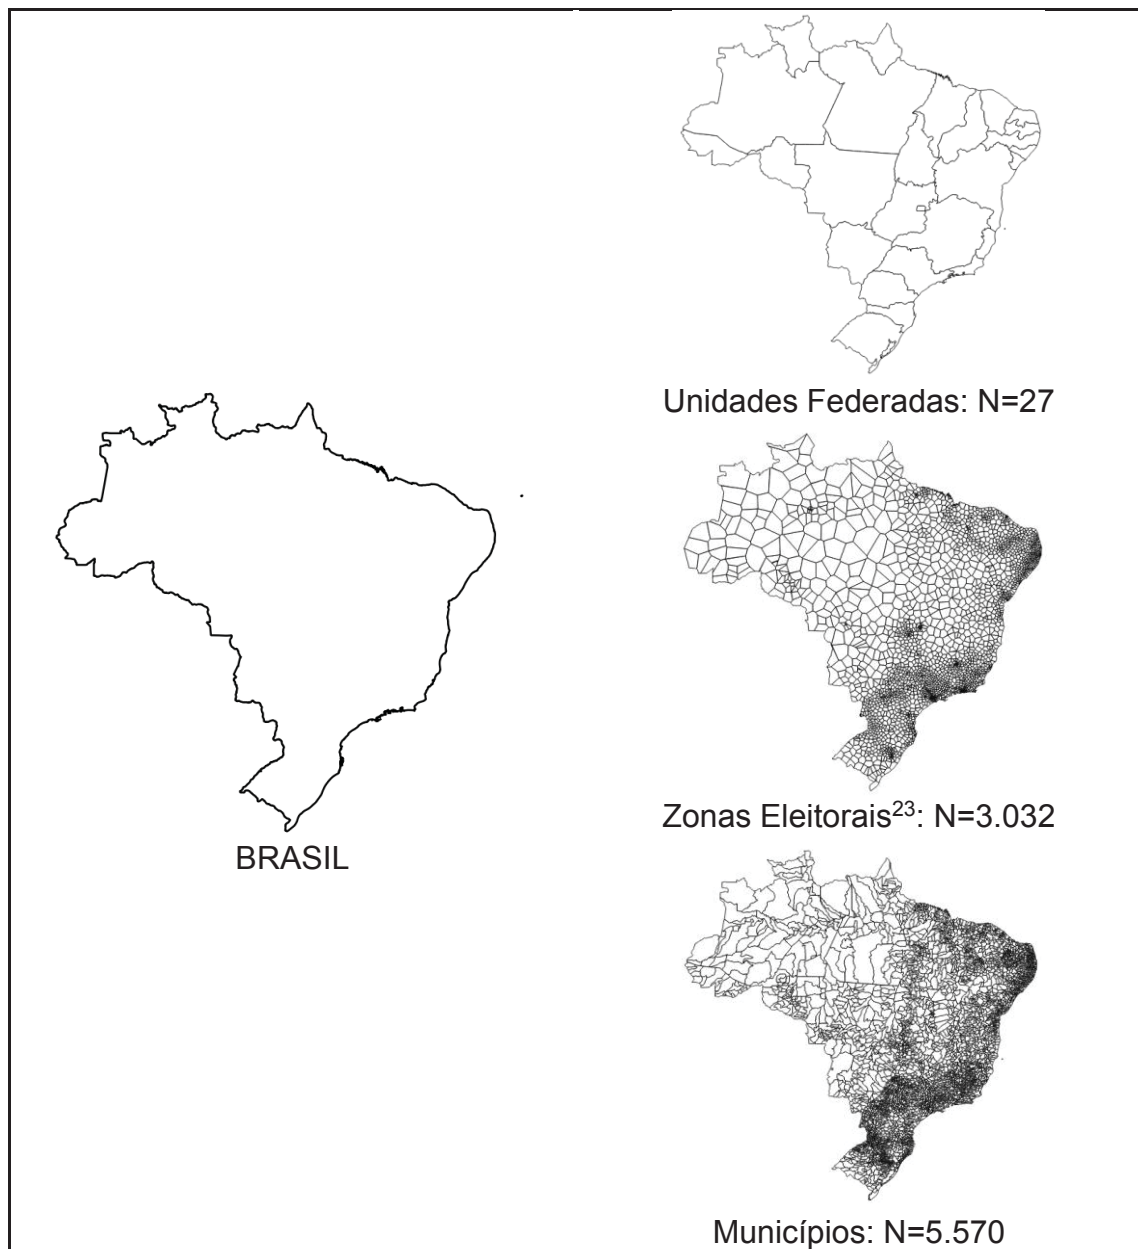 BRASIL
Unidades Federadas: N=27
Zonas Eleitorais23: N=3.032
Municípios: N=5.570